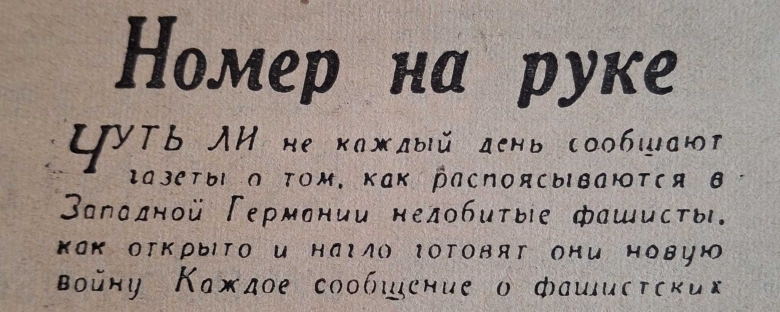 Номер на руке
ЧУТЬ ЛИ не каждый день сообщают
газеты о том, как распоясываются в
Западной Германии недобитые фашисты,
как открыто и нагло готовят они новую
войну Каждое сообщение о фашистских